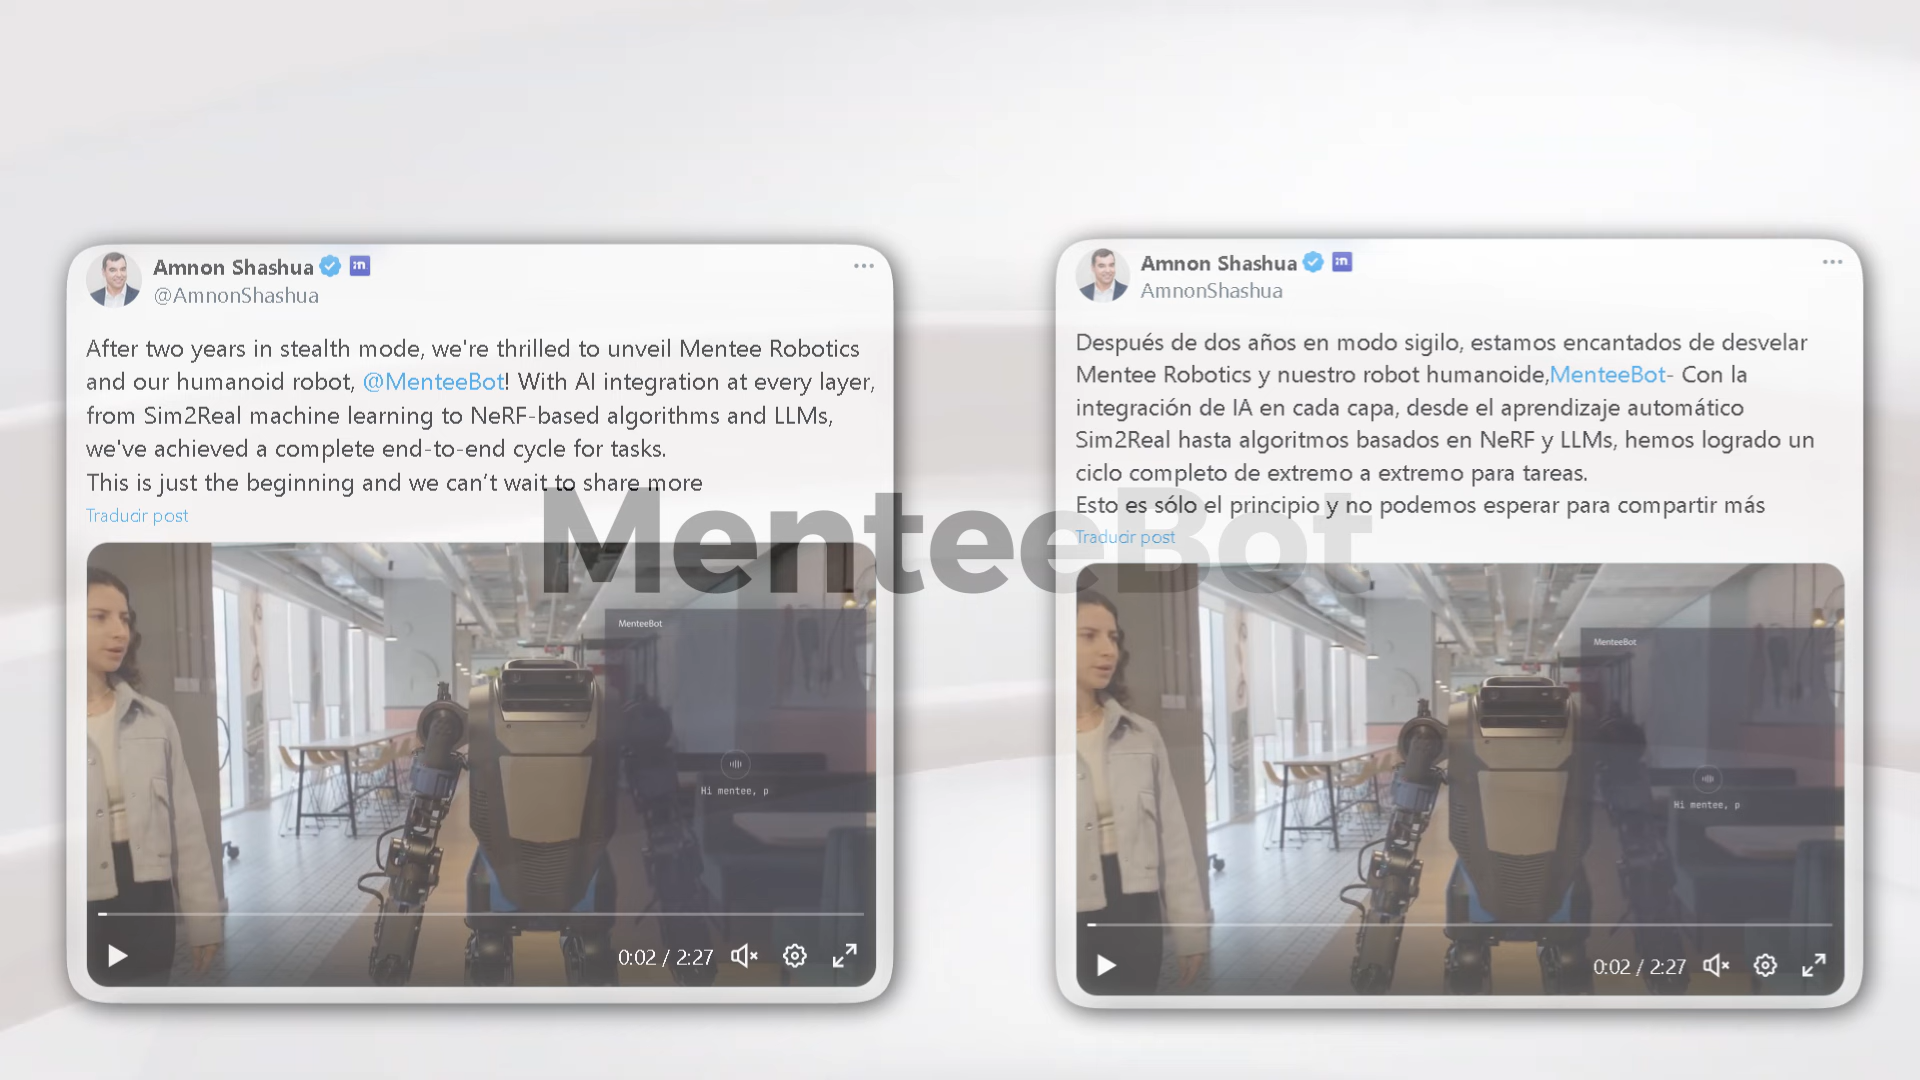 Amnon Shashua
@AmnonShashua
After two years in stealth mode, we're thrilled to unveil Mentee Robotics
and our humanoid robot, @MenteeBot! With AI integration at every layer,
from Sim2Real machine learning to NeRF-based algorithms and LLMs,
we've achieved a complete end-to-end cycle for tasks.
This is just the beginning and we can’t wait to share more
Traducir post
MenteeBot
Hi mentee, p
0:02 / 2:27
Amnon Shashua
AmnonShashua
Después de dos años en modo sigilo, estamos encantados de desvelar
Mentee Robotics y nuestro robot humanoide,MenteeBot- Con la
integración de IA en cada capa, desde el aprendizaje automático
Sim2Real hasta algoritmos basados en NeRF y LLMs, hemos logrado un
ciclo completo de extremo a extremo para tareas.
Esto es sólo el principio y no podemos esperar para compartir más
Traducir post
MenteeBot
Hi mentee, p
0:02 / 2:27
MenteeBot